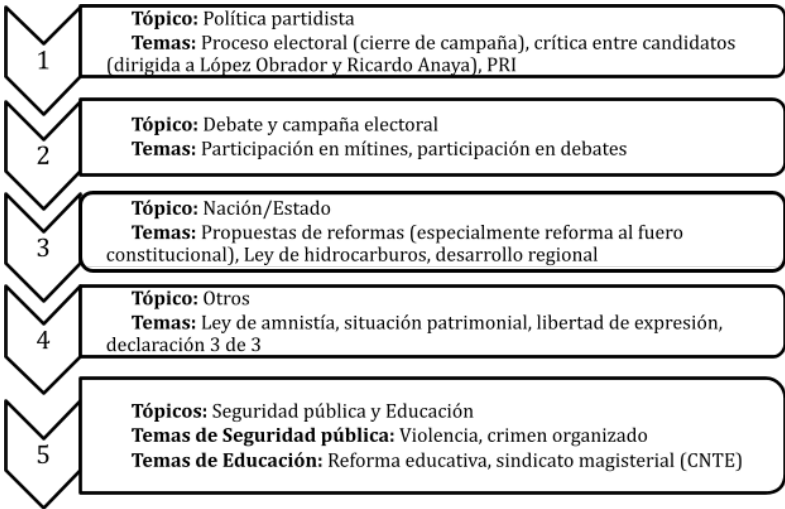 1
Tópico: Política partidista
Temas: Proceso electoral (cierre de campaña), crítica entre candidatos
(dirigida a López Obrador y Ricardo Anaya), PRI
2
Tópico: Debate y campaña electoral
Temas: Participación en mítines, participación en debates
3
Tópico: Nación/Estado
Temas: Propuestas de reformas (especialmente reforma al fuero
constitucional), Ley de hidrocarburos, desarrollo regional
4
Tópico: Otros
Temas: Ley de amnistía, situación patrimonial, libertad de expresión,
declaración 3 de 3
5
Tópicos: Seguridad pública y Educación
Temas de Seguridad pública: Violencia, crimen organizado
Temas de Educación: Reforma educativa, sindicato magisterial (CNTE)